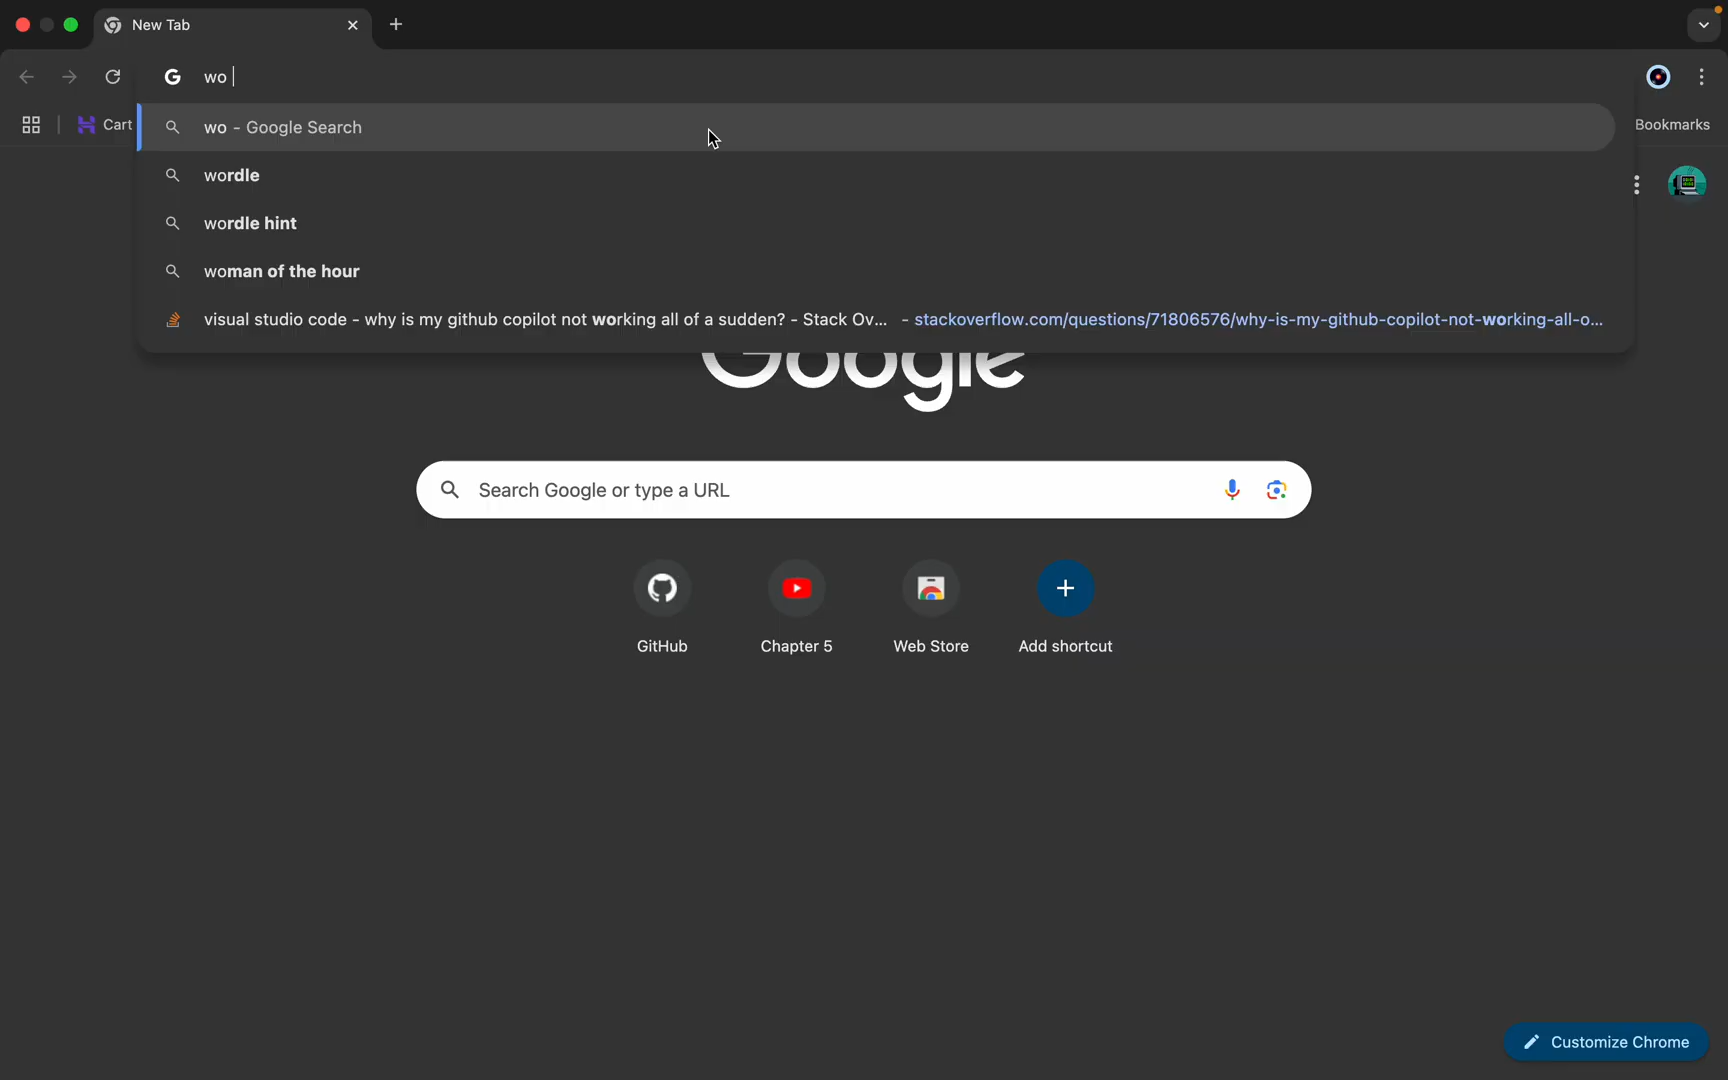 New Tab
wo
Cart
Bookmarks
wo - Google Search
wordle
wordle hint
woman of the hour
visual studio code - why is my github copilot not working all of a sudden? - Stack Ov... - stackoverflow.com/questions/71806576/why-is-my-github-copilot-not-working-all-o...
Google
Search Google or type a URL
GitHub
Chapter 5
Web Store
Add shortcut
Customize Chrome